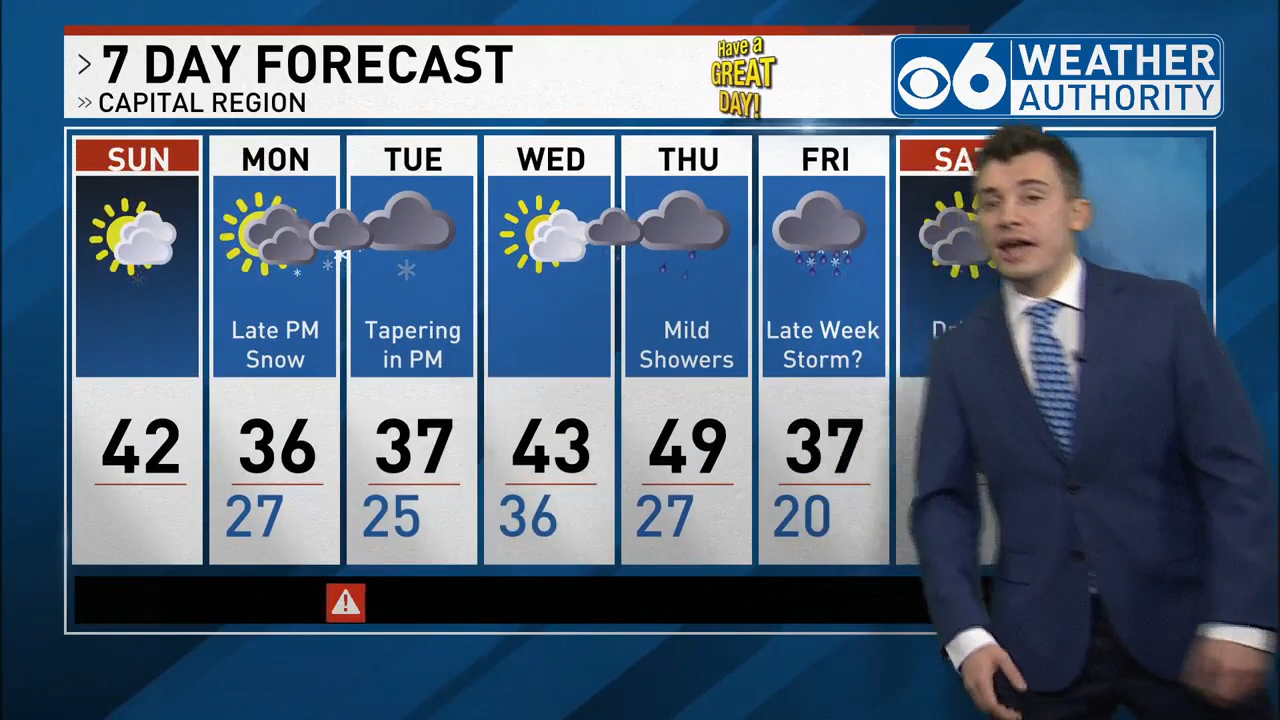 > 7 DAY FORECAST
» CAPITAL REGION
Have a
GREAT
DAY!
6 WEATHER
AUTHORITY
SUN
MON
TUE
WED
THU
FRI
Late PM
Snow
Tapering
in PM
Mild
Showers
Late Week
Storm?
42
36
37
43
49
37
27
25
36
27
20